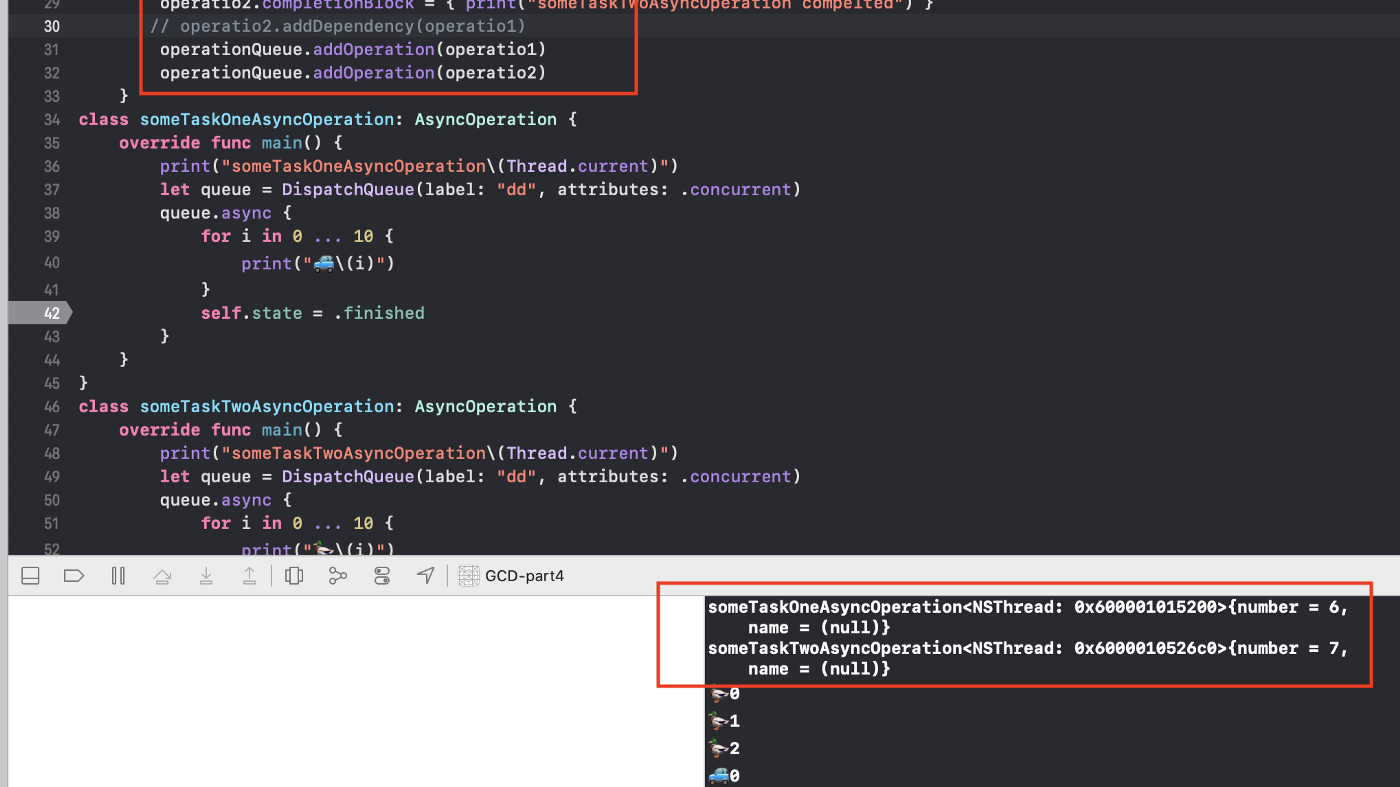 29 operatio2.completionBlock = { print("someTaskTwoAsyncOperation compelted") }
30 // operatio2.addDependency(operatio1)
31 operationQueue.addOperation(operatio1)
32 operationQueue.addOperation(operatio2)
33 }
34 class someTaskOneAsyncOperation: AsyncOperation {
35 override func main() {
36 print("someTaskOneAsyncOperation\(Thread.current)")
37 let queue = DispatchQueue(label: "dd", attributes: .concurrent)
38 queue.async {
39 for i in 0 ... 10 {
40 print("🚙\(i)")
41 }
42 self.state = .finished
43 }
44 }
45 }
46 class someTaskTwoAsyncOperation: AsyncOperation {
47 override func main() {
48 print("someTaskTwoAsyncOperation\(Thread.current)")
49 let queue = DispatchQueue(label: "dd", attributes: .concurrent)
50 queue.async {
51 for i in 0 ... 10 {
52 print("🦆\(i)")
GCD-part4
someTaskOneAsyncOperation<NSThread: 0x600001015200>{number = 6,
name = (null)}
someTaskTwoAsyncOperation<NSThread: 0x6000010526c0>{number = 7,
name = (null)}
🦆0
🦆1
🦆2
🚙0